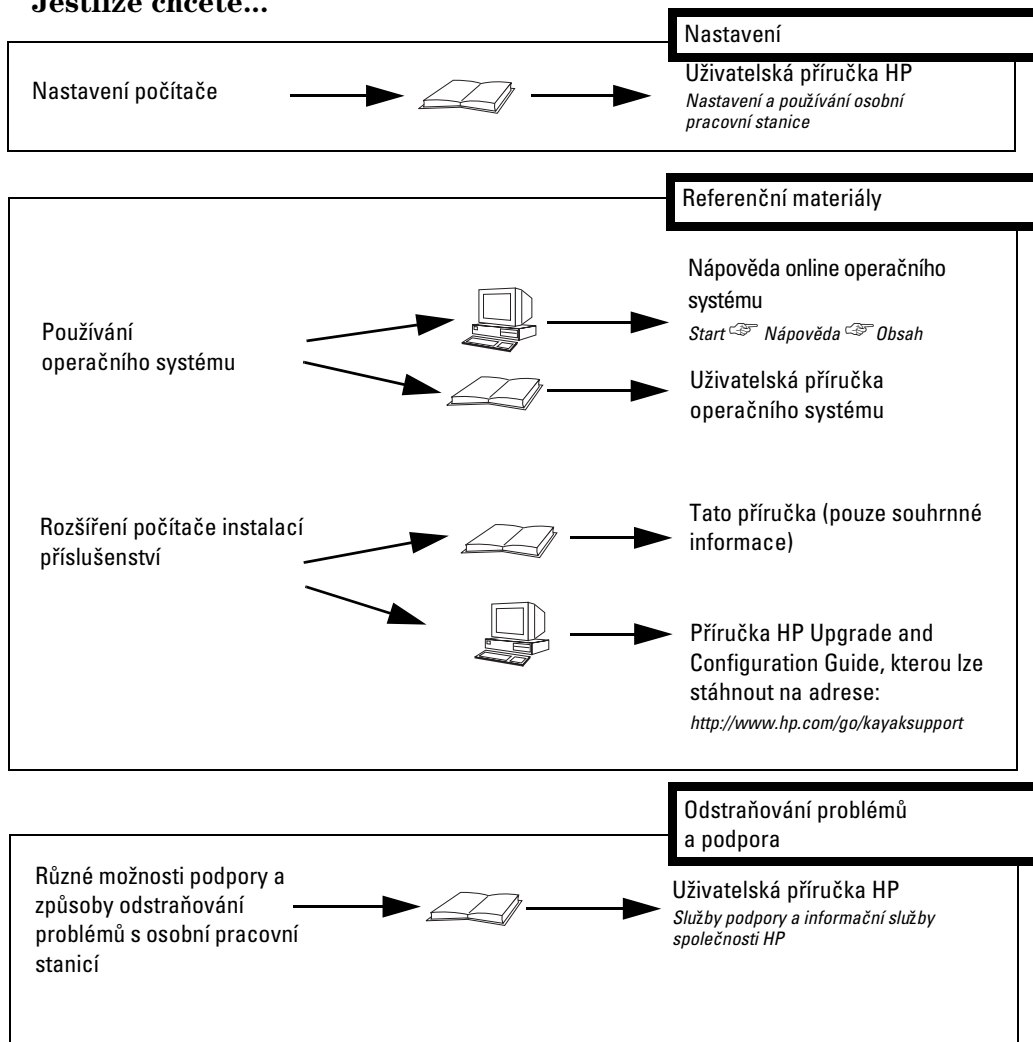 Jestliže chcete...
Nastavení
Nastavení počítače
Uživatelská příručka HP
Nastavení a používání osobní
pracovní stanice
Referenční materiály
Používání
operačního systému
Nápověda online operačního
systému
Start ☞ Nápověda ☞ Obsah
Uživatelská příručka
operačního systému
Rozšíření počítače instalací
příslušenství
Tato příručka (pouze souhrnné
informace)
Příručka HP Upgrade and
Configuration Guide, kterou lze
stáhnout na adrese:
http://www.hp.com/go/kayaksupport
Odstraňování problémů
a podpora
Různé možnosti podpory a
způsoby odstraňování
problémů s osobní pracovní
stanicí
Uživatelská příručka HP
Služby podpory a informační služby
společnosti HP